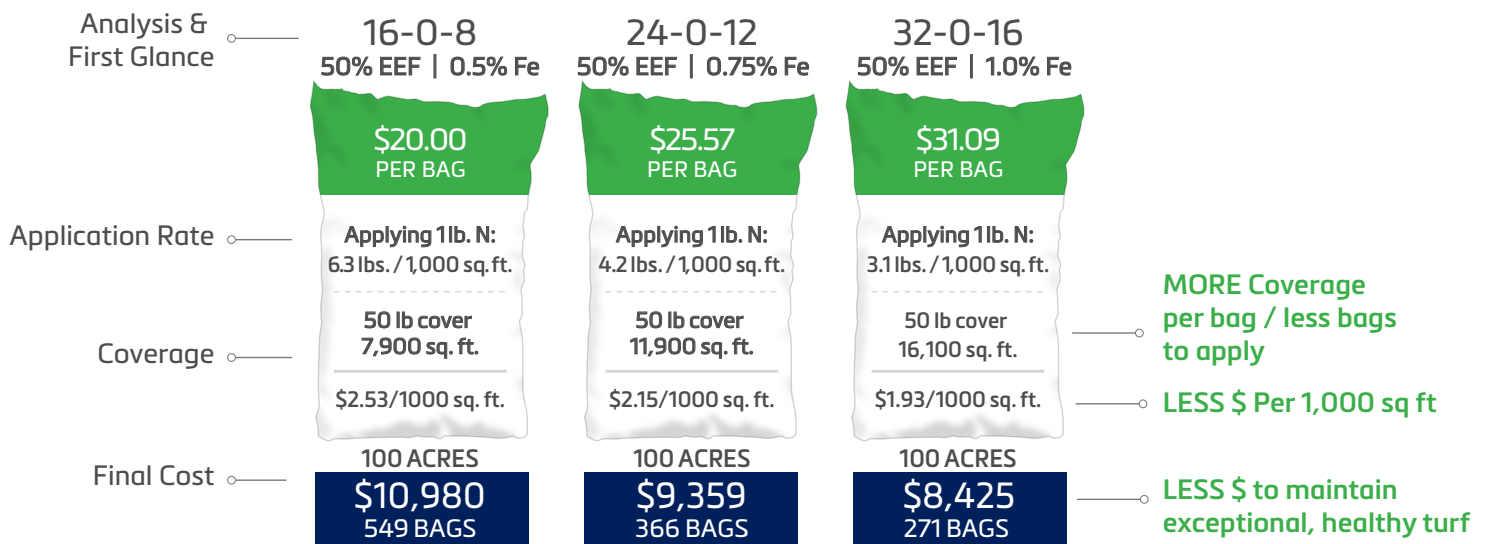 Analysis &
First Glance
16-0-8
50% EEF | 0.5% Fe
24-0-12
50% EEF | 0.75% Fe
32-0-16
50% EEF | 1.0% Fe
$20.00
PER BAG
$25.57
PER BAG
$31.09
PER BAG
Application Rate
Applying 1 lb. N:
6.3 lbs. / 1,000 sq. ft.
Applying 1 lb. N:
4.2 lbs. / 1,000 sq. ft.
Applying 1 lb. N:
3.1 lbs. / 1,000 sq. ft.
Coverage
50 lb cover
7,900 sq. ft.
50 lb cover
11,900 sq. ft.
50 lb cover
16,100 sq. ft.
MORE Coverage
per bag / less bags
to apply
$2.53/1000 sq. ft.
$2.15/1000 sq. ft.
$1.93/1000 sq. ft.
LESS $ Per 1,000 sq ft
Final Cost
100 ACRES
$10,980
549 BAGS
100 ACRES
$9,359
366 BAGS
100 ACRES
$8,425
271 BAGS
LESS $ to maintain
exceptional, healthy turf